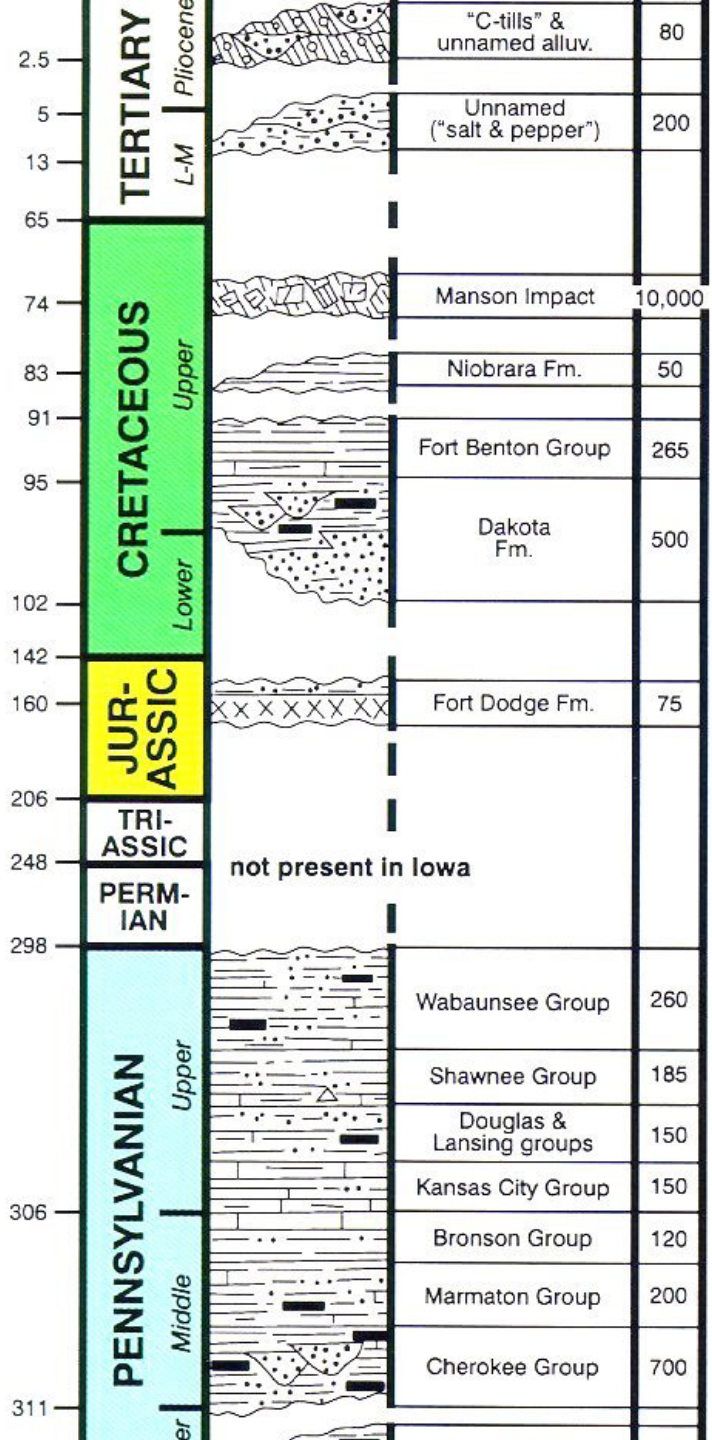 TERTIARY
Pliocene
L-M
2.5
5
13
65
"C-tills" &
unnamed alluv.
80
Unnamed
("salt & pepper")
200
CRETACEOUS
Upper
Lower
74
83
91
95
102
142
Manson Impact
10,000
Niobrara Fm.
50
Fort Benton Group
265
Dakota
Fm.
500
JUR-
ASSIC
160
206
Fort Dodge Fm.
75
TRI-
ASSIC
248
not present in Iowa
PERM-
IAN
298
PENNSYLVANIAN
Upper
Middle
er
306
311
Wabaunsee Group
260
Shawnee Group
185
Douglas &
Lansing groups
150
Kansas City Group
150
Bronson Group
120
Marmaton Group
200
Cherokee Group
700